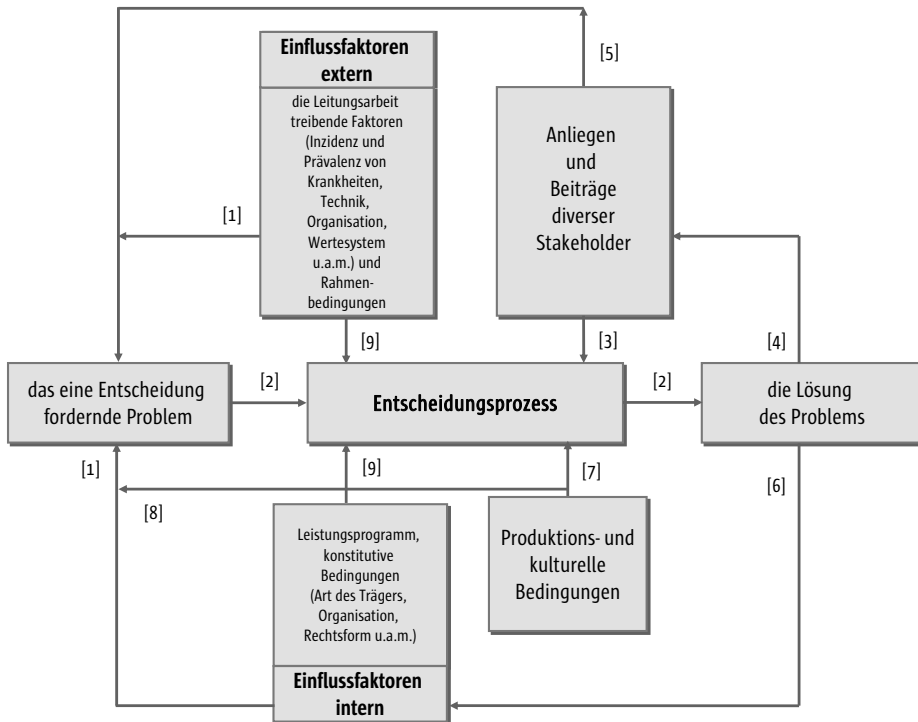 [5]
Einflussfaktoren
extern
die Leitungsarbeit
treibende Faktoren
(Inzidenz und
Prävalenz von
Krankheiten,
Technik,
Organisation,
Wertesystem
u.a.m.) und
Rahmen-
bedingungen
Anliegen
und
Beiträge
diverser
Stakeholder
[1]
[9]
[3]
[4]
das eine Entscheidung
fordernde Problem
[2]
Entscheidungsprozess
[2]
die Lösung
des Problems
[1]
[9]
[7]
[6]
[8]
Leistungsprogramm,
konstitutive
Bedingungen
(Art des Trägers,
Organisation,
Rechtsform u.a.m.)
Einflussfaktoren
intern
Produktions- und
kulturelle
Bedingungen